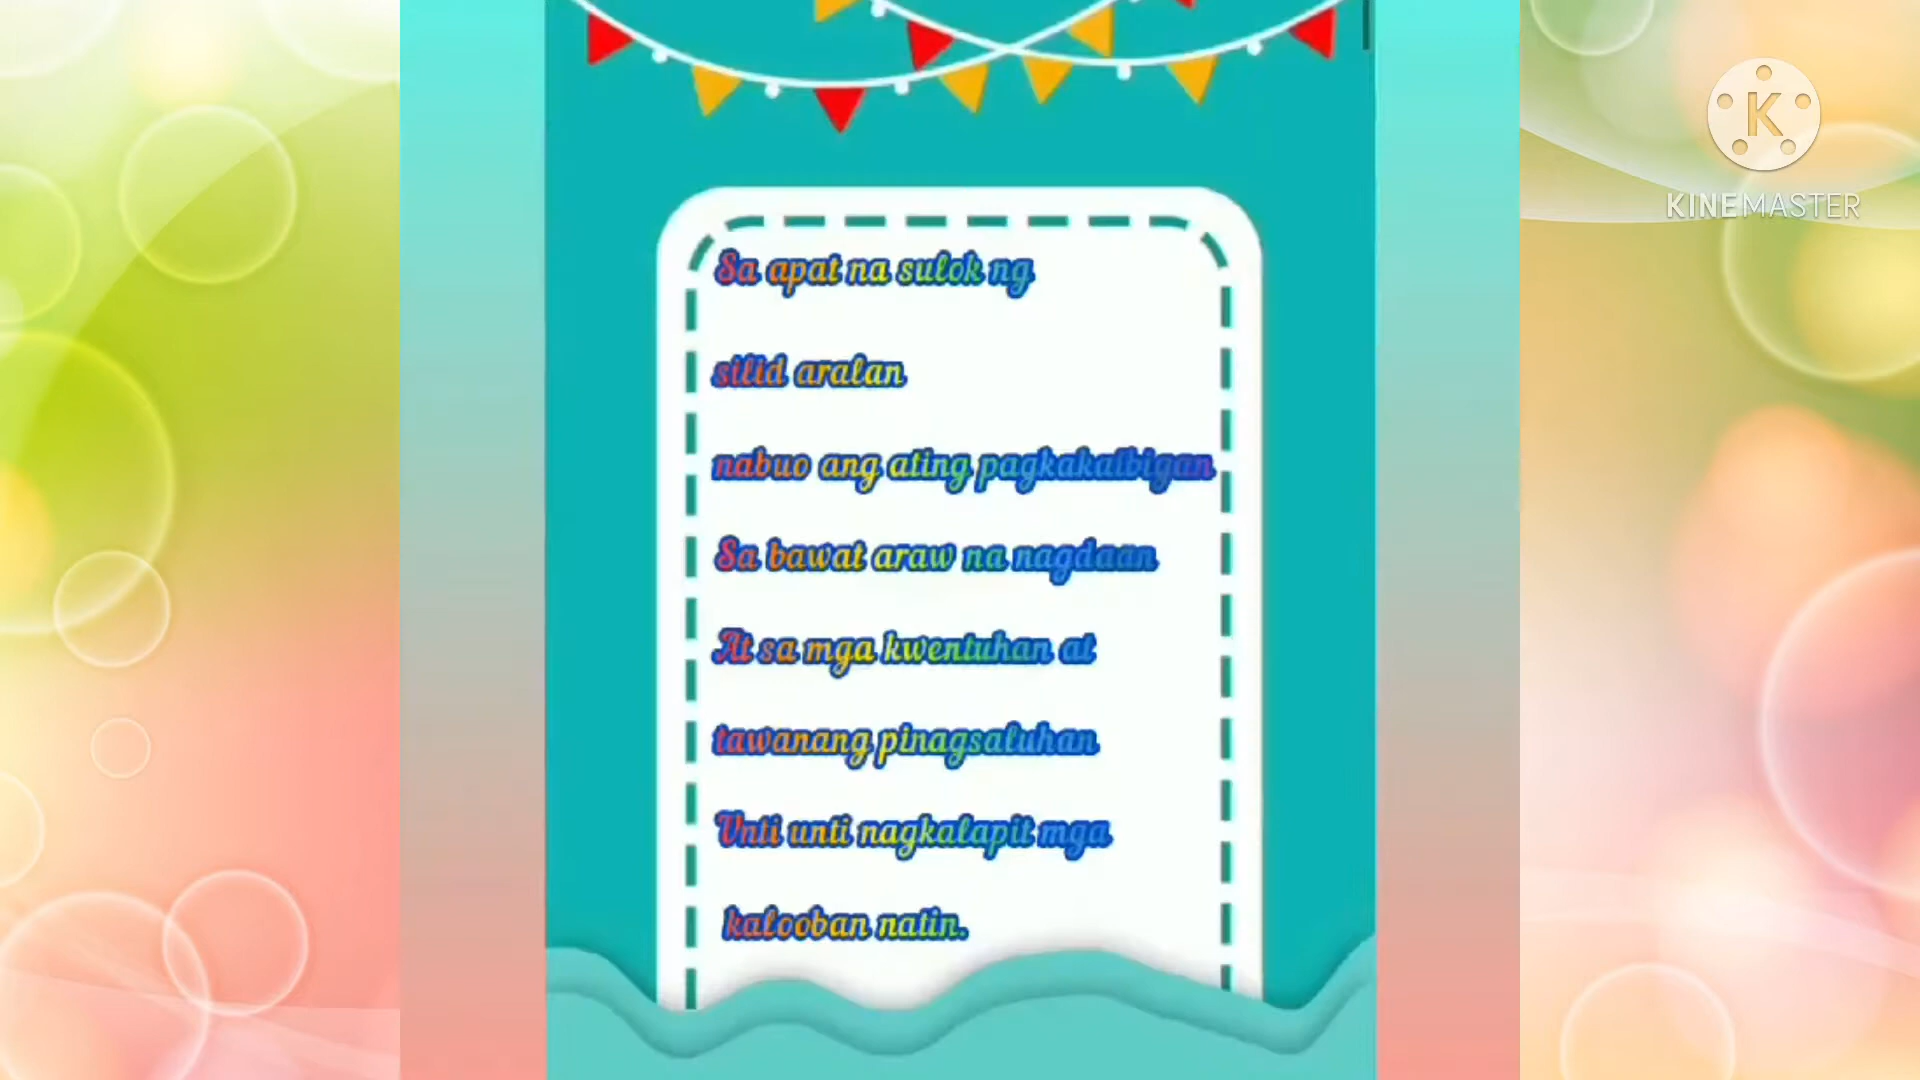 K
KINEMASTER
Sa apat na sulok ng
silid aralan
nabuo ang ating pagkakaibigan
Sa bawat araw na nagdaan
At sa mga kwentuhan at
tawanang pinagsaluhan
Unti unti nagkalapit mga
kalooban natin.